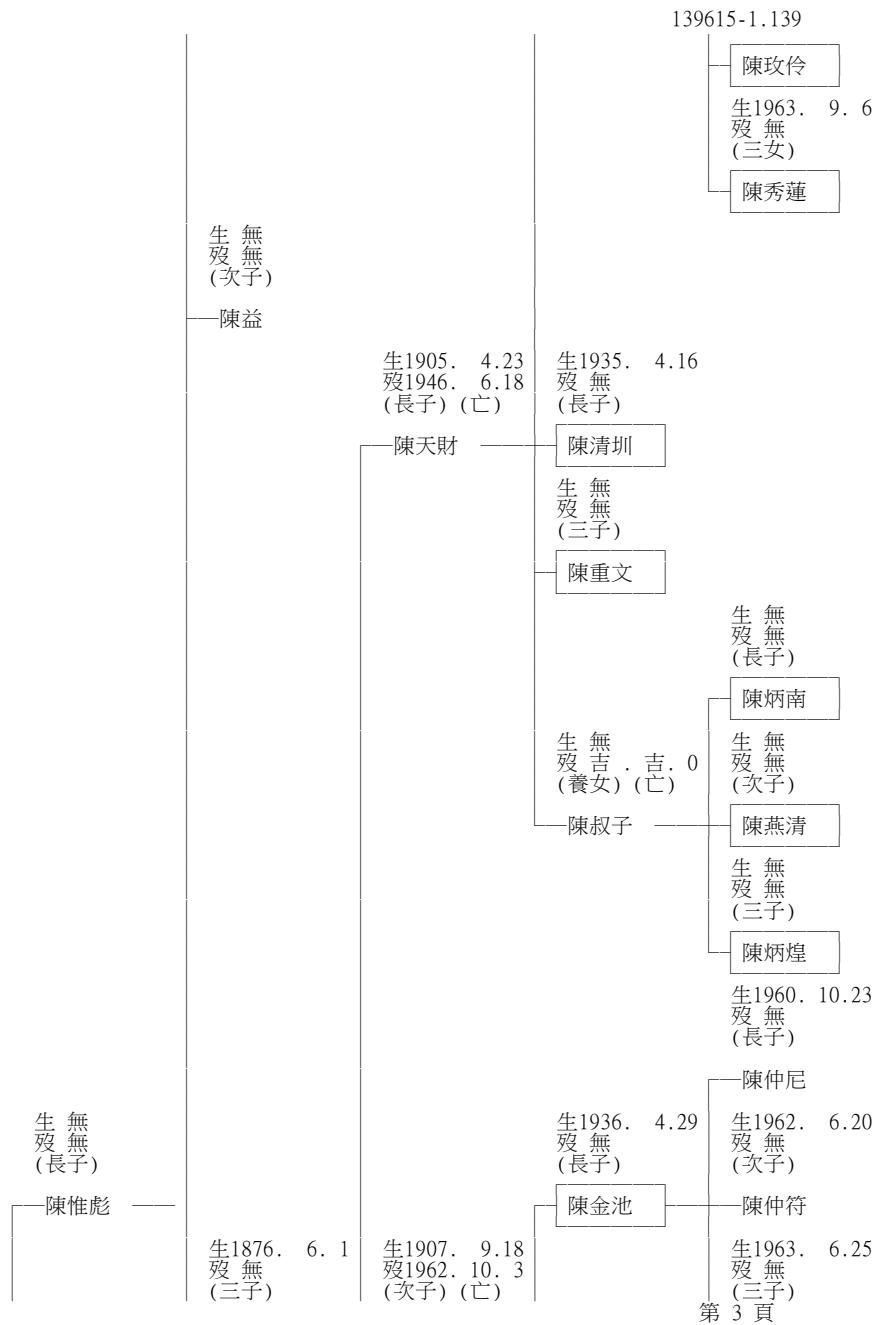 139615-1.139
陳玫伶
生1963. 9. 6
歿 無
(三女)
陳秀蓮
生 無
歿 無
(次子)
陳益
生1905. 4.23 生1935. 4.16
歿1946. 6.18 歿 無
(長子)(亡) (長子)
陳天財 陳清圳
生 無
歿 無
(三子)
陳重文
生 無
歿 無
(長子)
陳炳南
生 無 生 無
歿 吉 . 吉. 0 歿 無
(養女)(亡) (次子)
陳叔子 陳燕清
生 無
歿 無
(三子)
陳炳煌
生1960. 10.23
歿 無
(長子)
陳仲尼
生 無 生1936. 4.29 生1962. 6.20
歿 無 歿 無 歿 無
(長子) (長子) (次子)
陳惟彪 陳金池 陳仲符
生1876. 6. 1 生1907. 9.18 生1963. 6.25
歿 無 歿1962. 10. 3 歿 無
(三子) (次子)(亡) (三子)
第 3 頁